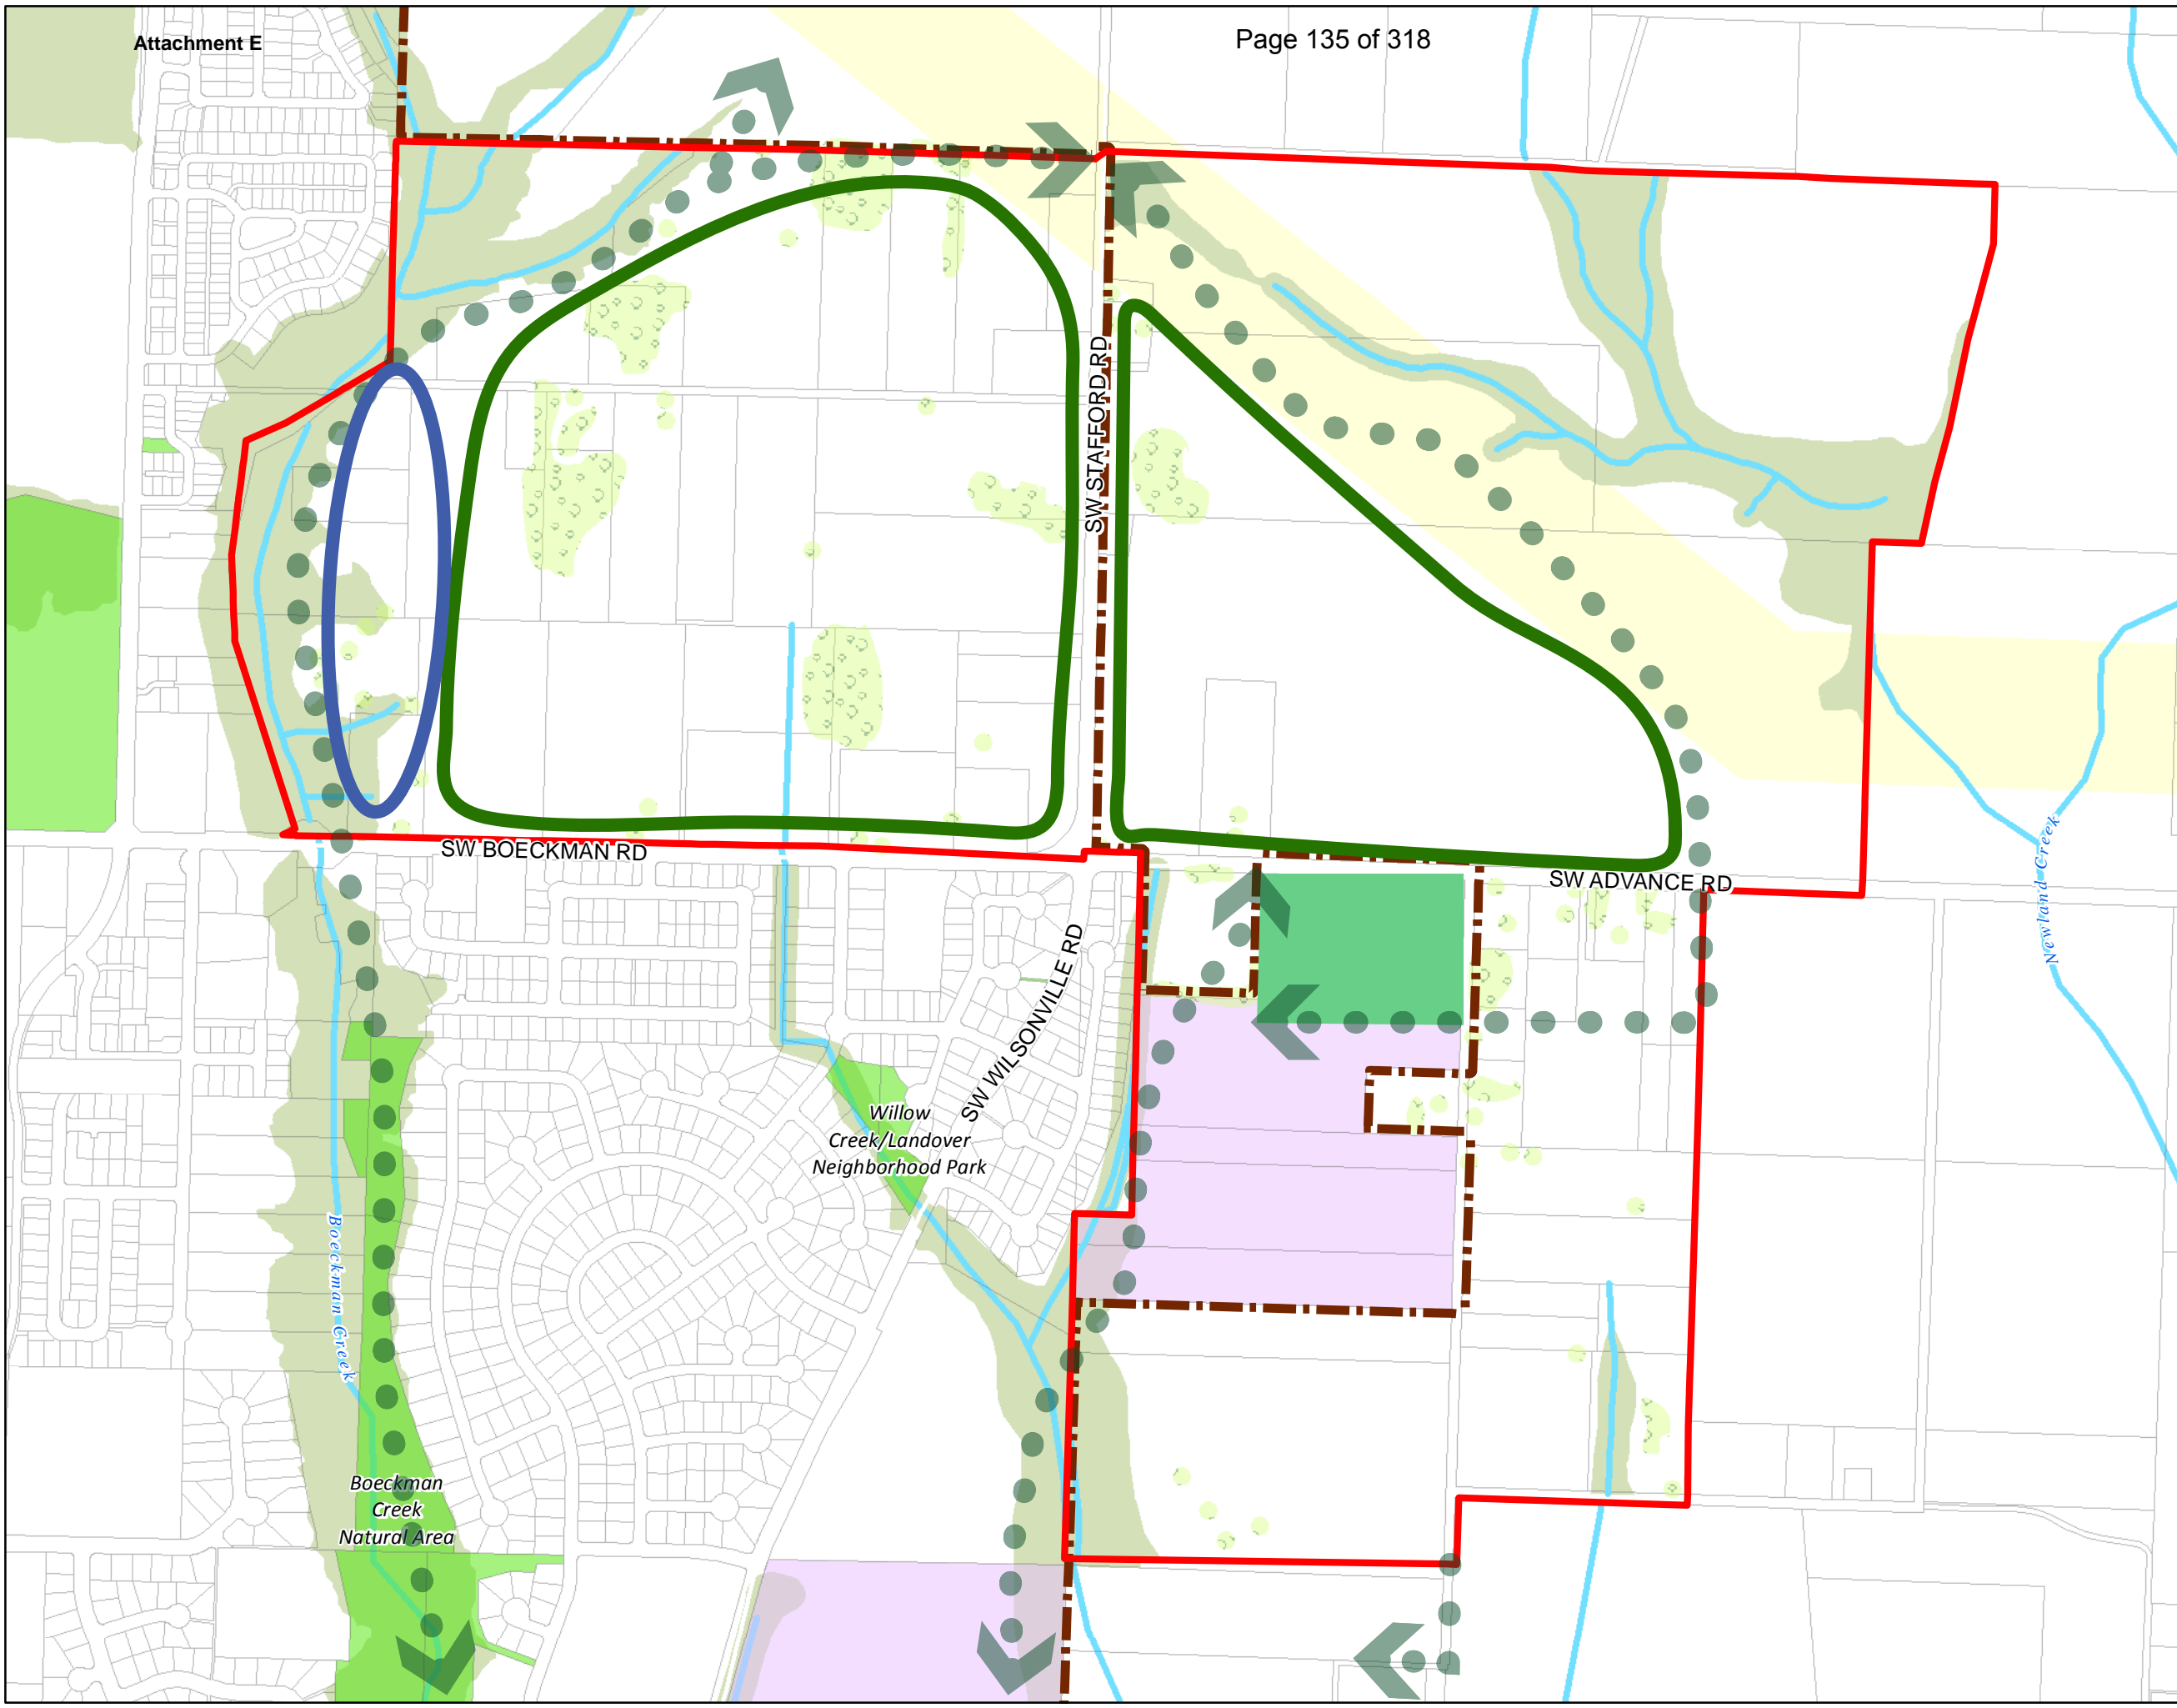 Attachment E
Page 135 of 318
SW STAFFORD RD
SW BOECKMAN RD
SW ADVANCE RD
Newland Creek
SW WILSONVILLE RD
Willow
Creek/Landover
Neighborhood Park
Boeckman Creek
Boeckman
Creek
Natural Area